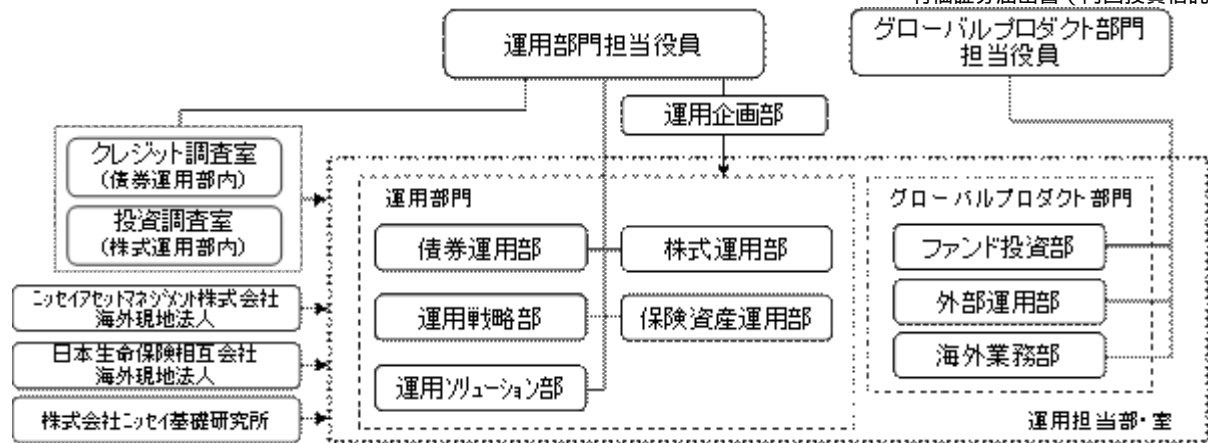 運用部門担当役員
グローバルプロダクト部門
担当役員
運用企画部
クレジット調査室
(債券運用部内)
投資調査室
(株式運用部内)
運用部門
グローバルプロダクト部門
債券運用部
株式運用部
ファンド投資部
ニッセイアセットマネジメント株式会社
海外現地法人
運用戦略部
保険資産運用部
外部運用部
日本生命保険相互会社
海外現地法人
海外業務部
運用ソリューション部
株式会社ニッセイ基礎研究所
運用担当部・室